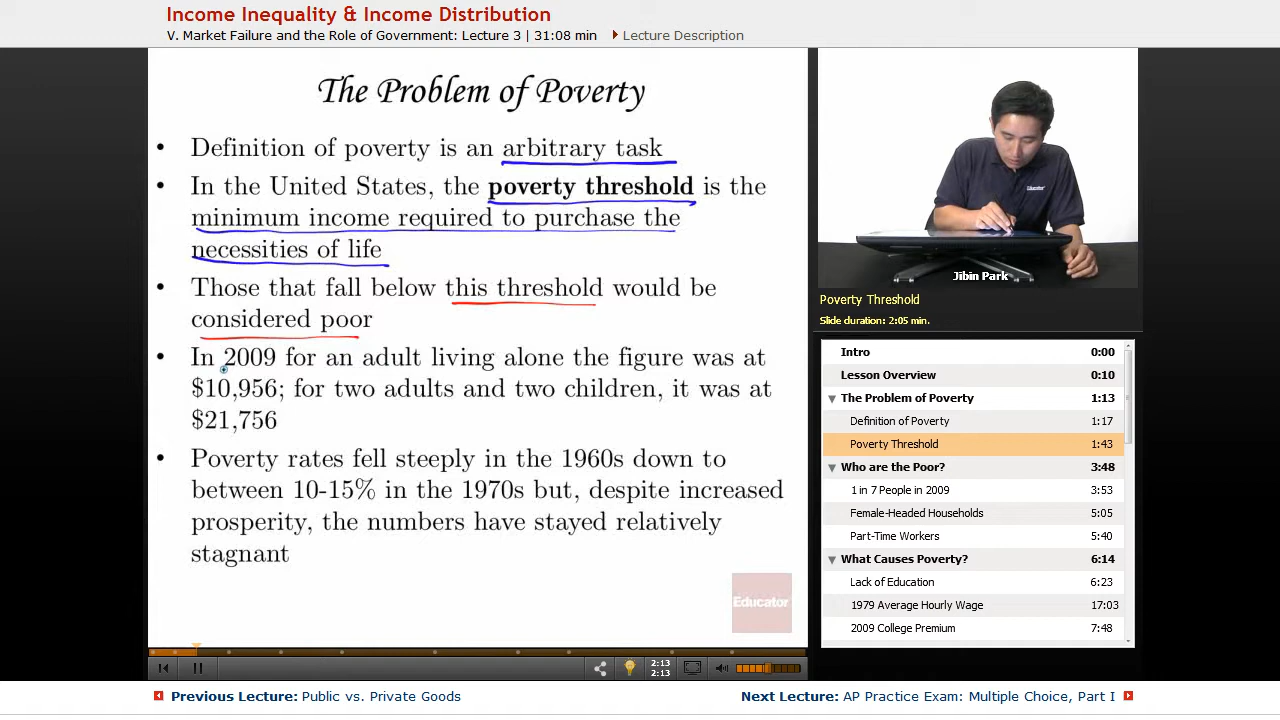 Income Inequality & Income Distribution
V. Market Failure and the Role of Government: Lecture 3 | 31:08 min
Lecture Description
The Problem of Poverty
• Definition of poverty is an arbitrary task
• In the United States, the poverty threshold is the
minimum income required to purchase the
necessities of life
• Those that fall below this threshold would be
considered poor
• In 2009 for an adult living alone the figure was at
$10,956; for two adults and two children, it was at
$21,756
• Poverty rates fell steeply in the 1960s down to
between 10-15% in the 1970s but, despite increased
prosperity, the numbers have stayed relatively
stagnant
Educator
Educator
Jibin Park
Poverty Threshold
Slide duration: 2:05 min.
Intro 0:00
Lesson Overview 0:10
The Problem of Poverty 1:13
Definition of Poverty 1:17
Poverty Threshold 1:43
Who are the Poor? 3:48
1 in 7 People in 2009 3:53
Female-Headed Households 5:05
Part-Time Workers 5:40
What Causes Poverty? 6:14
Lack of Education 6:23
1979 Average Hourly Wage 17:03
2009 College Premium 7:48
2:13
2:13
Previous Lecture: Public vs. Private Goods
Next Lecture: AP Practice Exam: Multiple Choice, Part I